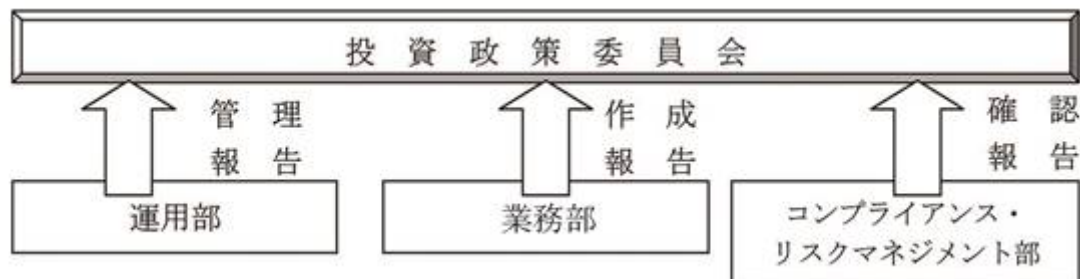 投資政策委員会
管理
報告
作成
報告
確認
報告
運用部
業務部
コンプライアンス・
リスクマネジメント部